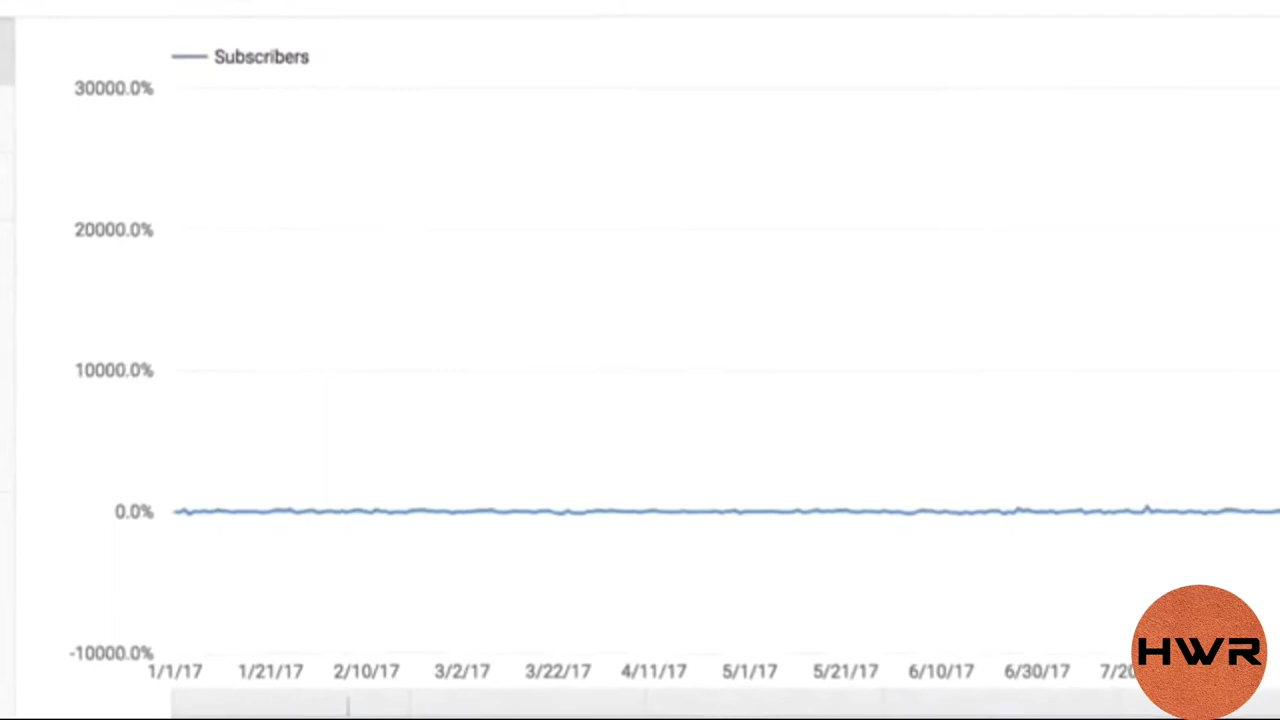 Subscribers
30000.0%
20000.0%
10000.0%
0.0%
-10000.0%
1/1/17 1/21/17 2/10/17 3/2/17 3/22/17 4/11/17 5/1/17 5/21/17 6/10/17 6/30/17 7/20
HWR